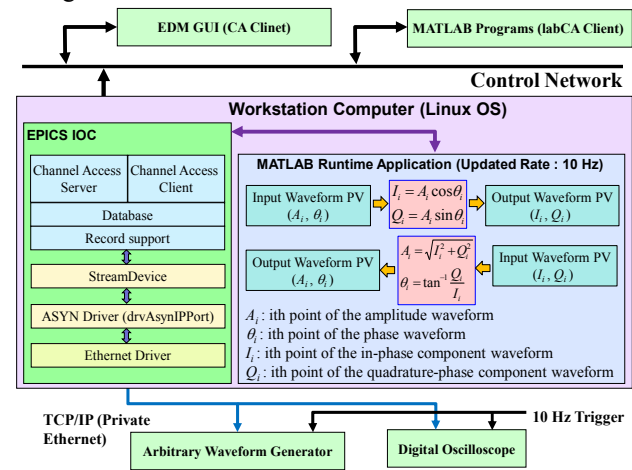 EDM GUI (CA Clinet)
MATLAB Programs (labCA Client)
Control Network
Workstation Computer (Linux OS)
EPICS IOC
Channel Access
Server
Channel Access
Client
Database
Record support
StreamDevice
ASYN Driver (drvAsynIPPort)
Ethernet Driver
MATLAB Runtime Application (Updated Rate : 10 Hz)
Input Waveform PV
(Aᵢ, θᵢ)
Iᵢ = Aᵢ cosθᵢ
Qᵢ = Aᵢ sinθᵢ
Output Waveform PV
(Iᵢ, Qᵢ)
Output Waveform PV
(Aᵢ, θᵢ)
Aᵢ = √(Iᵢ² + Qᵢ²)
θᵢ = tan⁻¹ Qᵢ/Iᵢ
Input Waveform PV
(Iᵢ, Qᵢ)
Aᵢ : ith point of the amplitude waveform
θᵢ : ith point of the phase waveform
Iᵢ : ith point of the in-phase component waveform
Qᵢ : ith point of the quadrature-phase component waveform
TCP/IP (Private
Ethernet)
10 Hz Trigger
Arbitrary Waveform Generator
Digital Oscilloscope